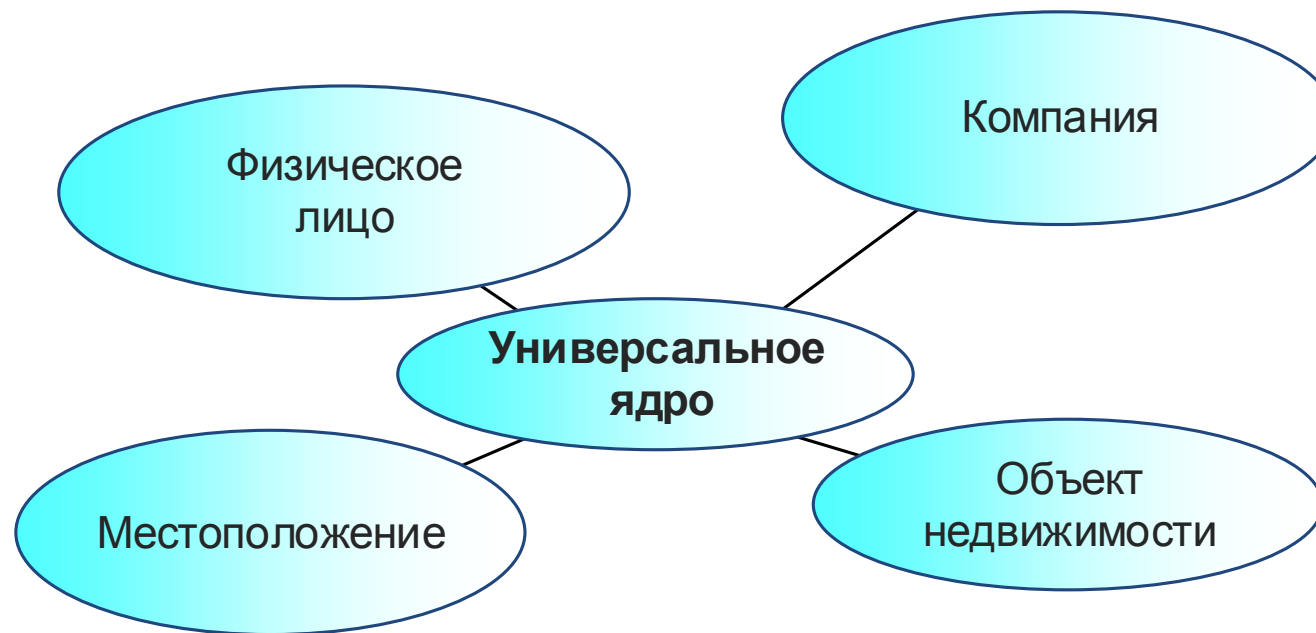 Компания
Физическое
лицо
Универсальное
ядро
Местоположение
Объект
недвижимости